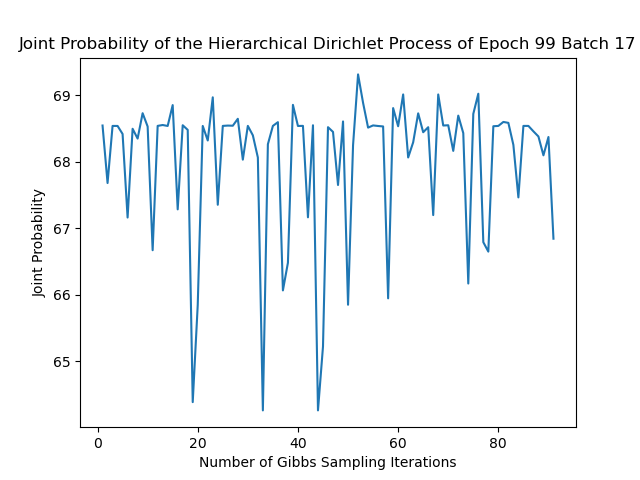 Joint Probability of the Hierarchical Dirichlet Process of Epoch 99 Batch 17
69
68
67
66
65
Joint Probability
0 20 40 60 80
Number of Gibbs Sampling Iterations